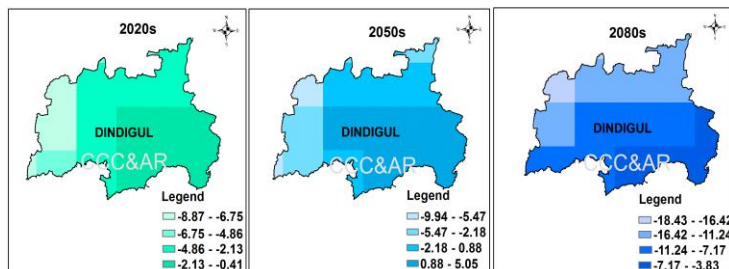 2020s
DINDIGUL
CCC&AR
Legend
-8.87 - -6.75
-6.75 - -4.86
-4.86 - -2.13
-2.13 - -0.41
2050s
DINDIGUL
CCC&AR
Legend
-9.94 - -5.47
-5.47 - -2.18
-2.18 - 0.88
0.88 - 5.05
2080s
DINDIGUL
CCC&AR
Legend
-18.43 - -16.42
-16.42 - -11.24
-11.24 - -7.17
-7.17 - -3.83